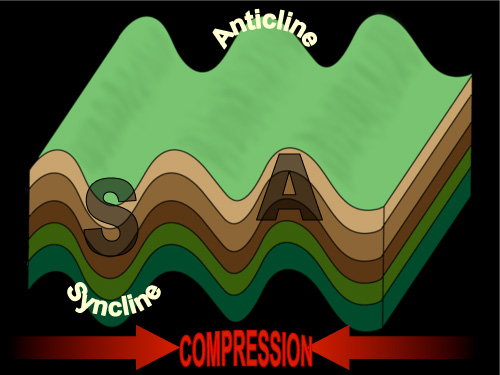 Anticline
S A
Syncline
COMPRESSION